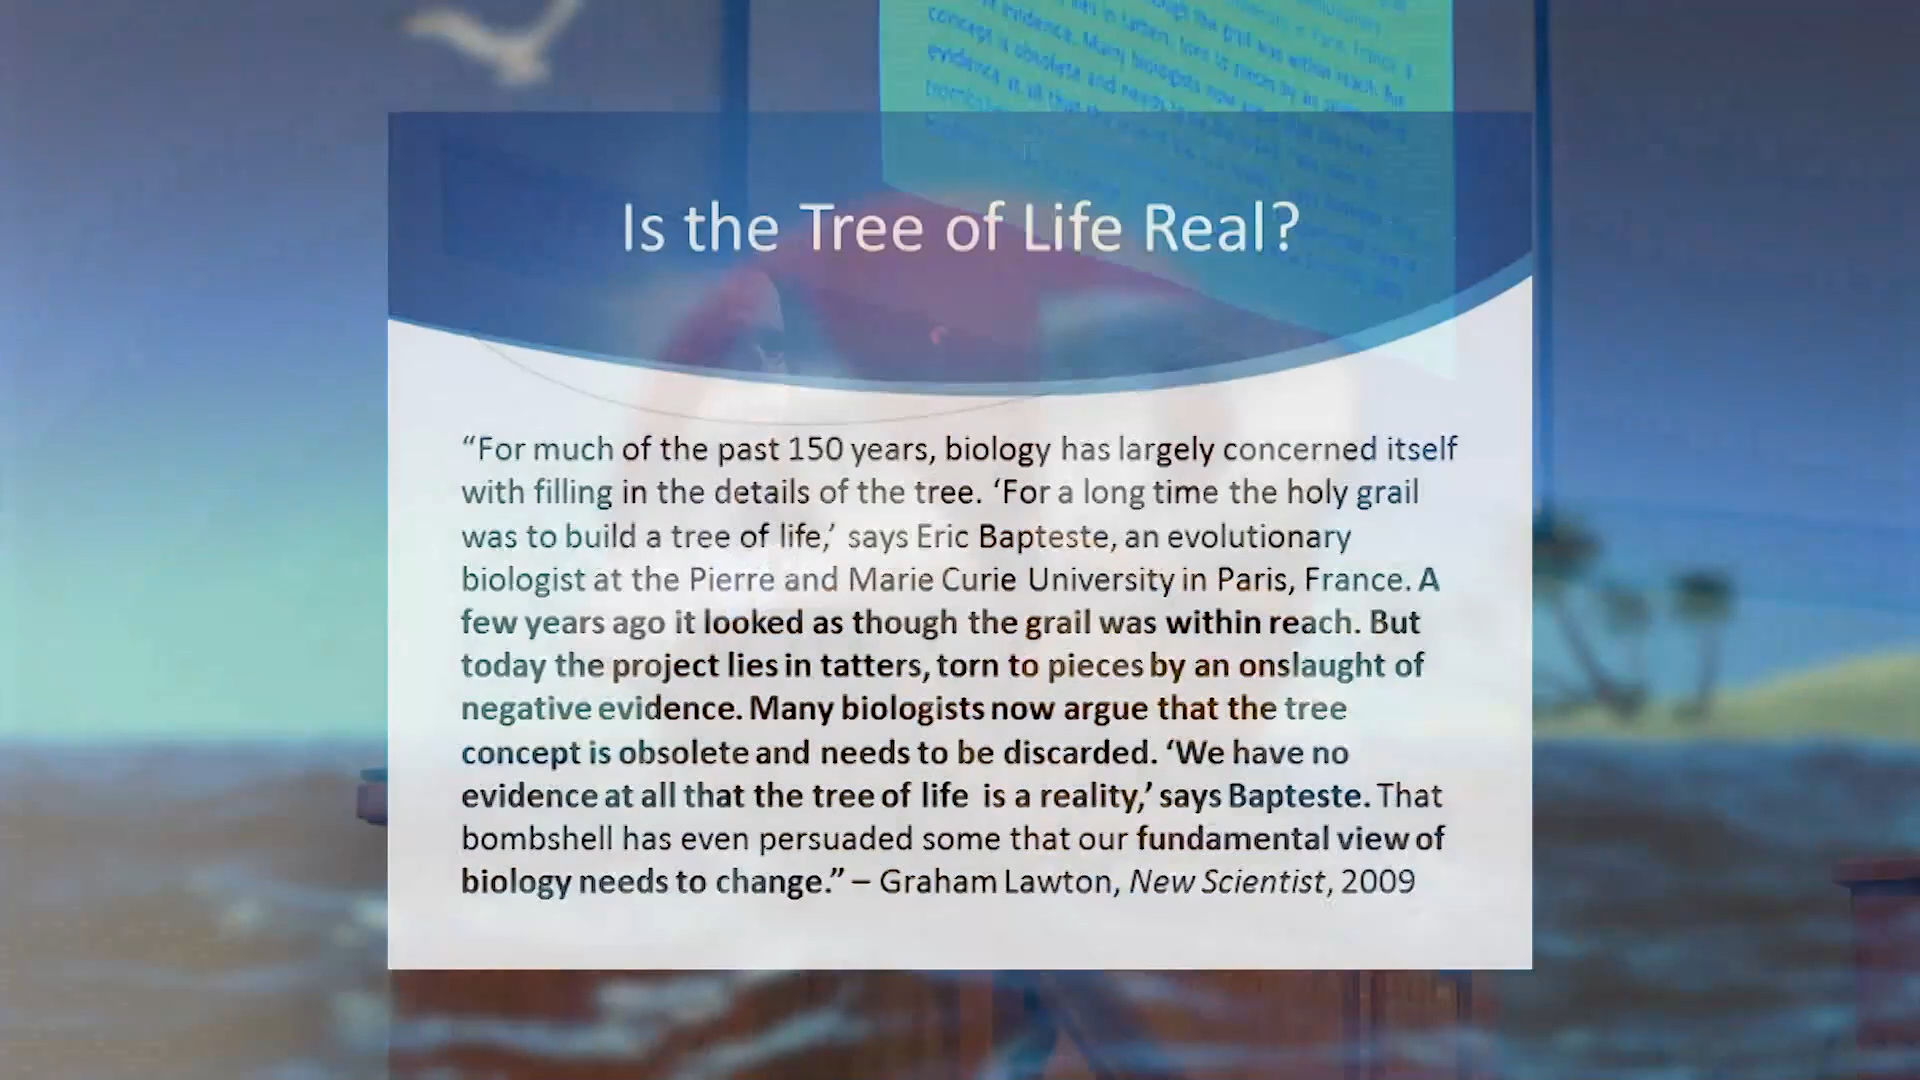 Is the Tree of Life Real?
“For much of the past 150 years, biology has largely concerned itself
with filling in the details of the tree. ‘For a long time the holy grail
was to build a tree of life,’ says Eric Bapteste, an evolutionary
biologist at the Pierre and Marie Curie University in Paris, France. A
few years ago it looked as though the grail was within reach. But
today the project lies in tatters, torn to pieces by an onslaught of
negative evidence. Many biologists now argue that the tree
concept is obsolete and needs to be discarded. ‘We have no
evidence at all that the tree of life is a reality,’ says Bapteste. That
bombshell has even persuaded some that our fundamental view of
biology needs to change.” – Graham Lawton, New Scientist, 2009